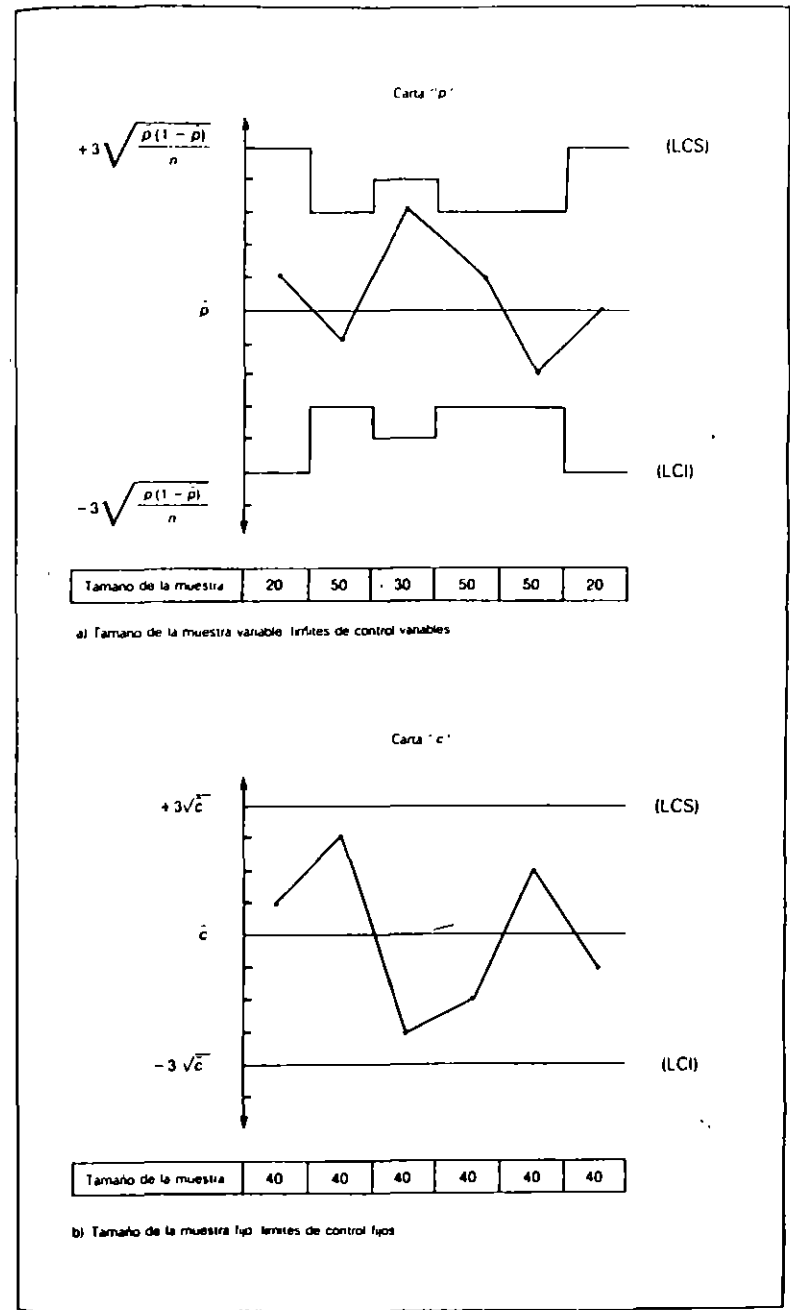 Carta "p"
+ 3 √ p̄ (1 – p̄) / n
(LCS)
p̄
(LCI)
– 3 √ p (1 – p̄) / n
Tamano de la muestra 20 50 30 50 50 20
a) Tamano de la muestra variable limites de control variables
Carta "c"
+ 3√c̄
(LCS)
c̄
– 3 √c̄
(LCI)
Tamaño de la muestra 40 40 40 40 40 40
b) Tamaño de la muestra fijo limites de control fijos